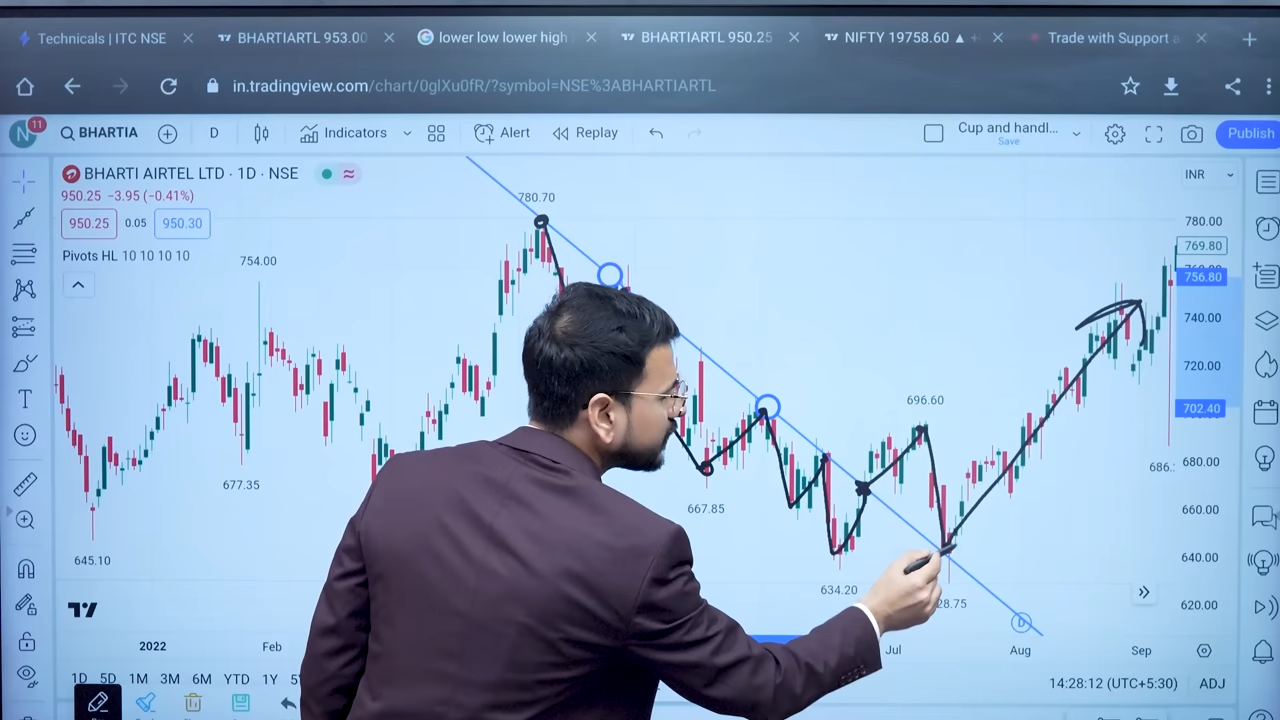 Technicals | ITC NSE
BHARTIARTL 953.00
lower low lower high
BHARTIARTL 950.25
NIFTY 19758.60 ▲
Trade with Support
in.tradingview.com/chart/0glXu0fR/?symbol=NSE%3ABHARTIARTL
N 11
BHARTIA
D
Indicators
Alert
Replay
Cup and handl...
Save
Publish
BHARTI AIRTEL LTD · 1D · NSE
INR
950.25 −3.95 (−0.41%)
950.25 0.05 950.30
Pivots HL 10 10 10 10
780.70
754.00
696.60
677.35
667.85
645.10
634.20
28.75
686.
780.00
769.80
756.80
740.00
720.00
702.40
680.00
660.00
640.00
620.00
2022
Feb
Jul
Aug
Sep
1D 5D 1M 3M 6M YTD 1Y
14:28:12 (UTC+5:30) ADJ